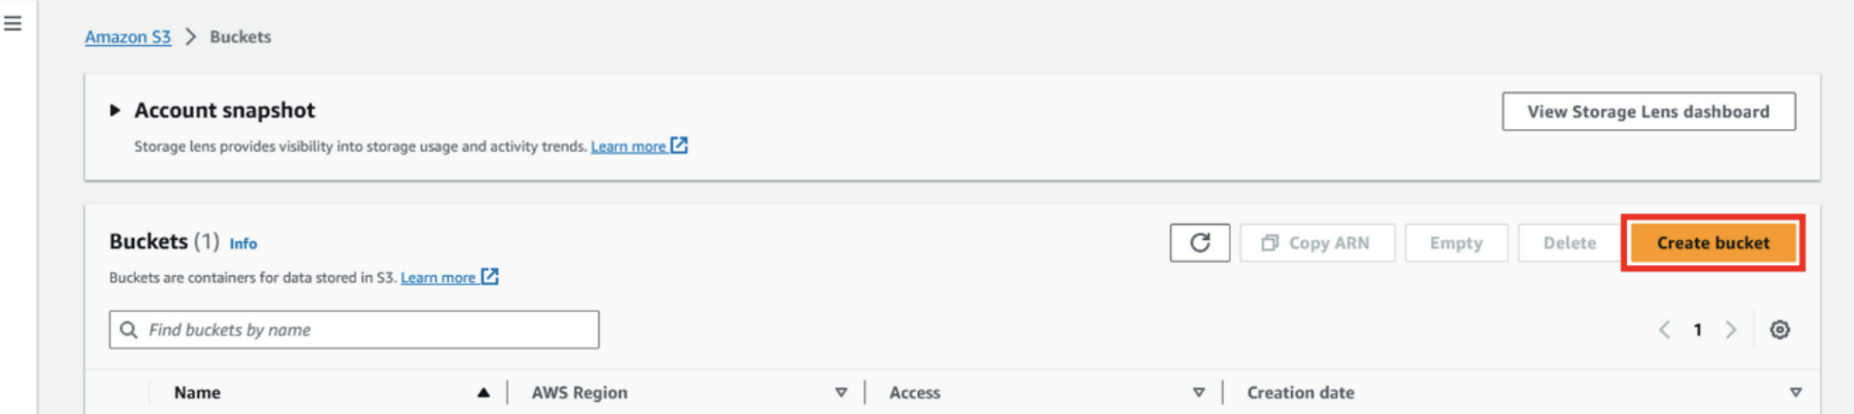 Amazon S3 > Buckets
Account snapshot
View Storage Lens dashboard
Storage lens provides visibility into storage usage and activity trends. Learn more
Buckets (1) Info
Copy ARN Empty Delete Create bucket
Buckets are containers for data stored in S3. Learn more
Find buckets by name
1
Name AWS Region Access Creation date